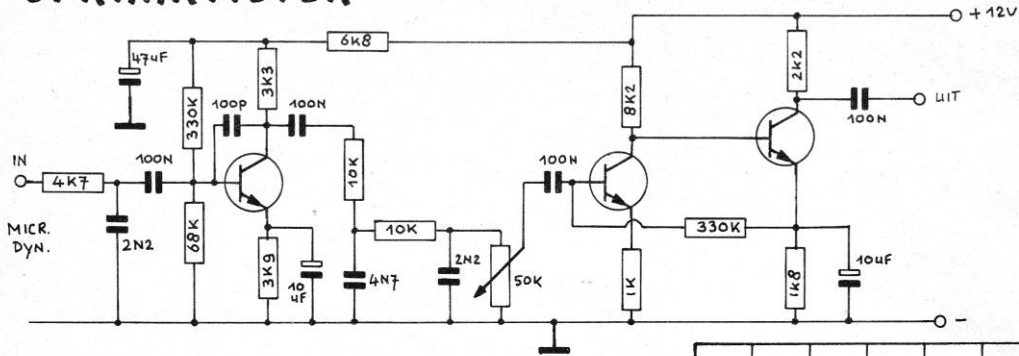 + 12V
6K8
47uF
330K
3K3
100p
100N
8K2
2K2
100N
UIT
IN
4K7
100N
10K
100N
MICR.
DYN.
2N2
68K
3K9
10
uF
10K
4N7
2N2
50K
330K
1K
1K8
10uF
-